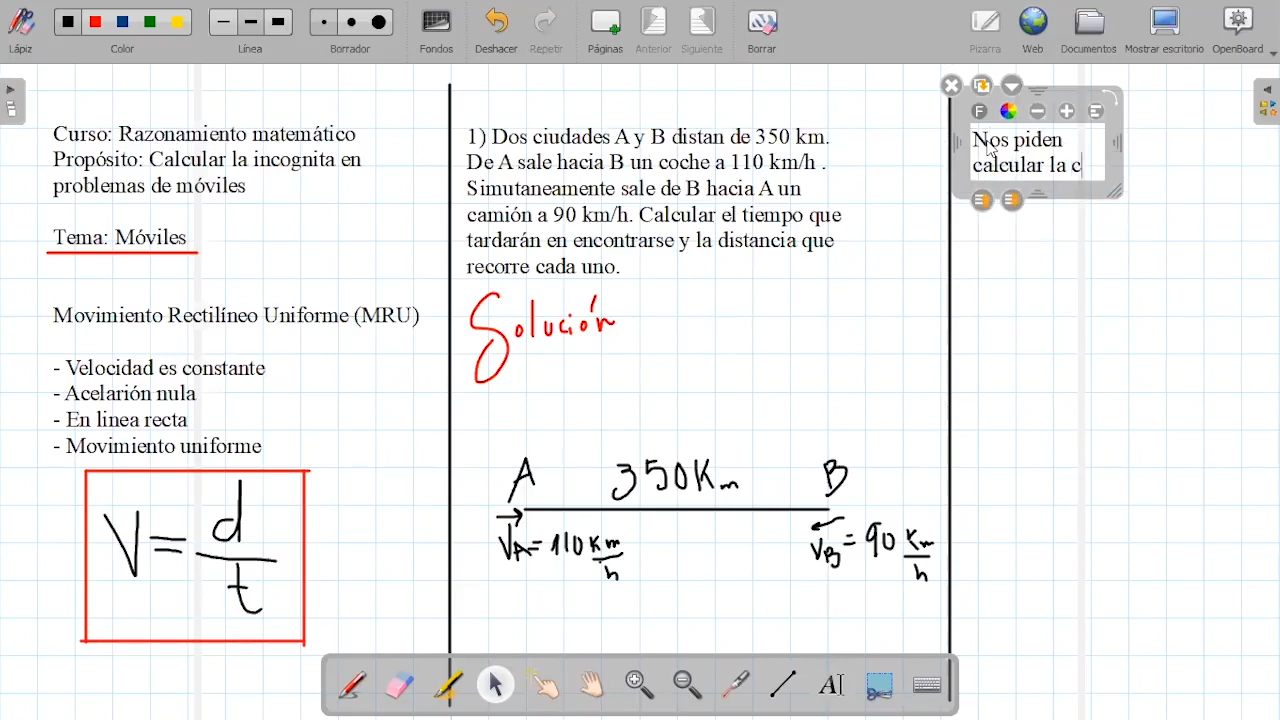 Lápiz
Color
Línea
Borrador
Fondos
Deshacer
Repetir
Páginas
Anterior
Siguiente
Borrar
Pizarra
Web
Documentos
Mostrar escritorio
OpenBoard
Curso: Razonamiento matemático
Propósito: Calcular la incognita en
problemas de móviles
Tema: Móviles
Movimiento Rectilíneo Uniforme (MRU)
- Velocidad es constante
- Acelarión nula
- En linea recta
- Movimiento uniforme
V = d/t
1) Dos ciudades A y B distan de 350 km.
De A sale hacia B un coche a 110 km/h .
Simutaneamente sale de B hacia A un
camión a 90 km/h. Calcular el tiempo que
tardarán en encontrarse y la distancia que
recorre cada uno.
Solución
A 350Km B
VA = 110 Km/h
VB = 90 Km/h
F
Nos piden
calcular la c
AI